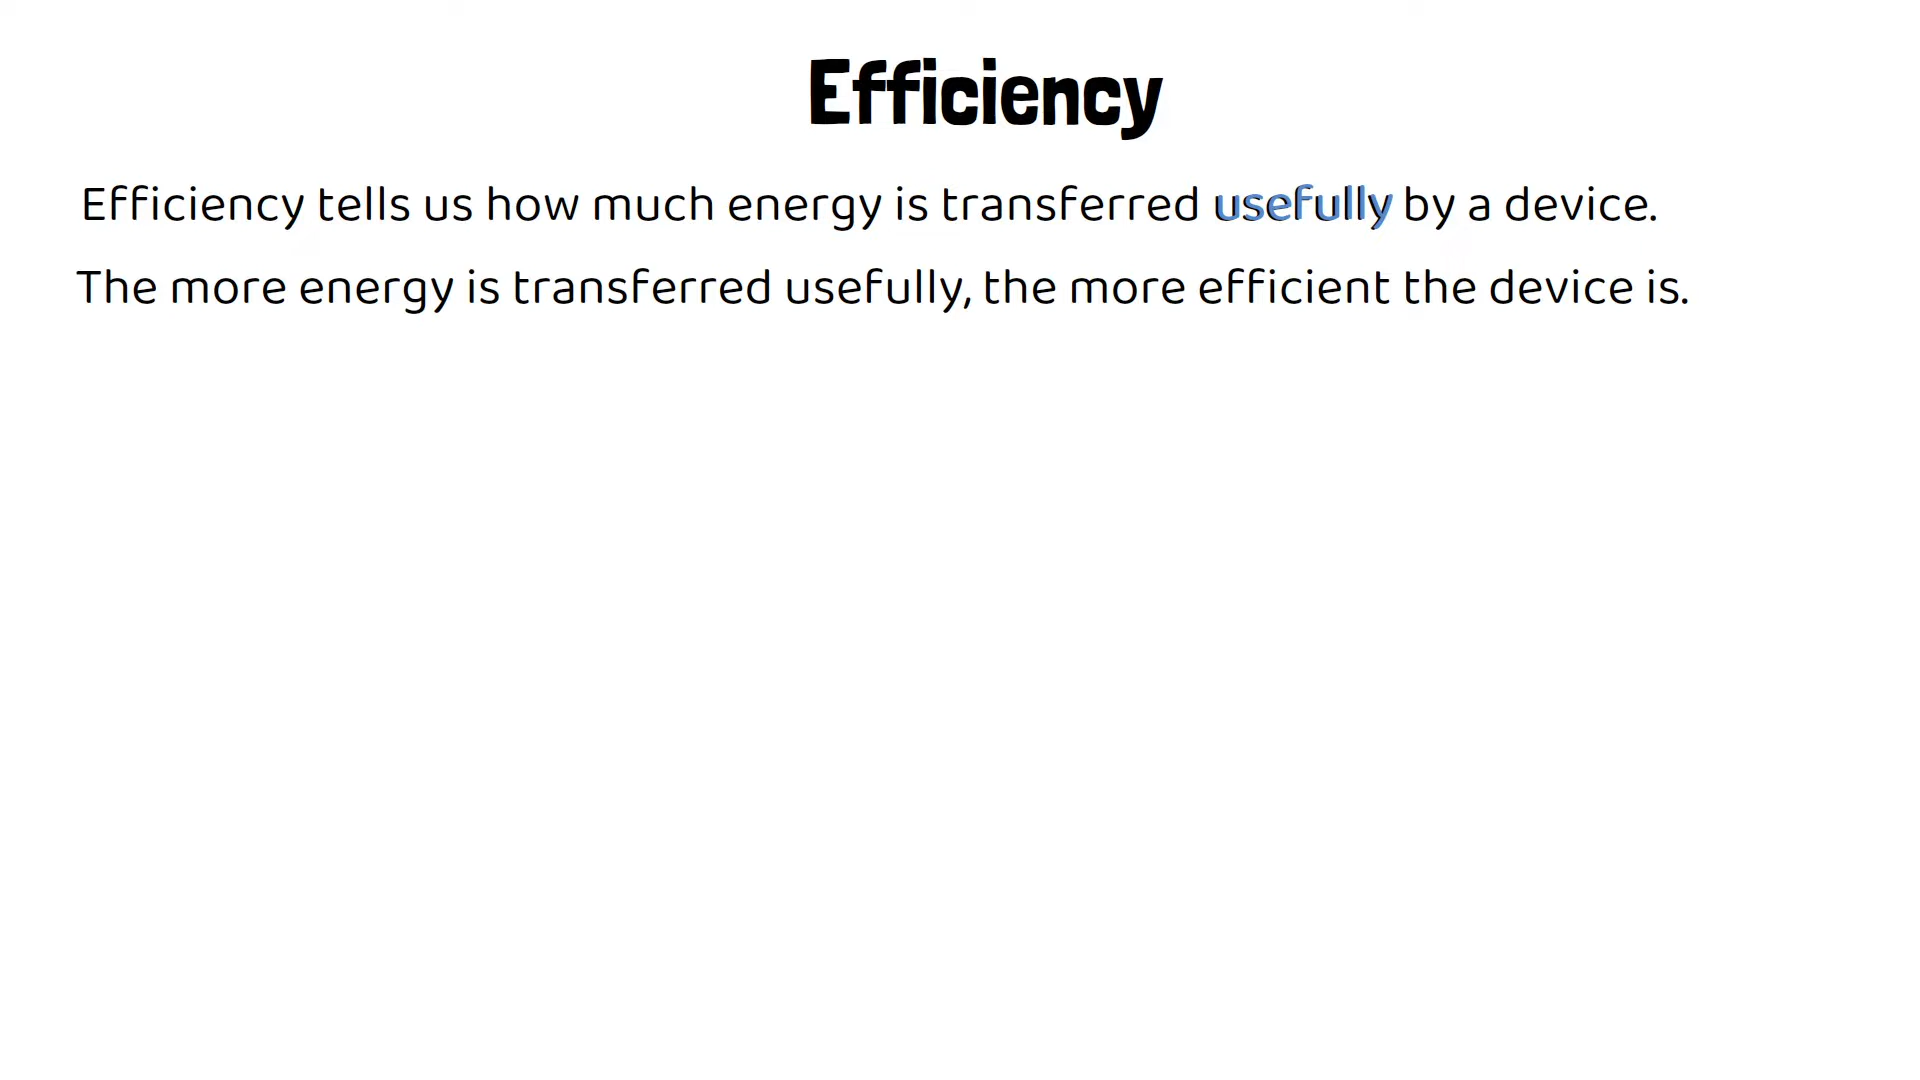 Efficiency
Efficiency tells us how much energy is transferred usefully by a device.
The more energy is transferred usefully, the more efficient the device is.